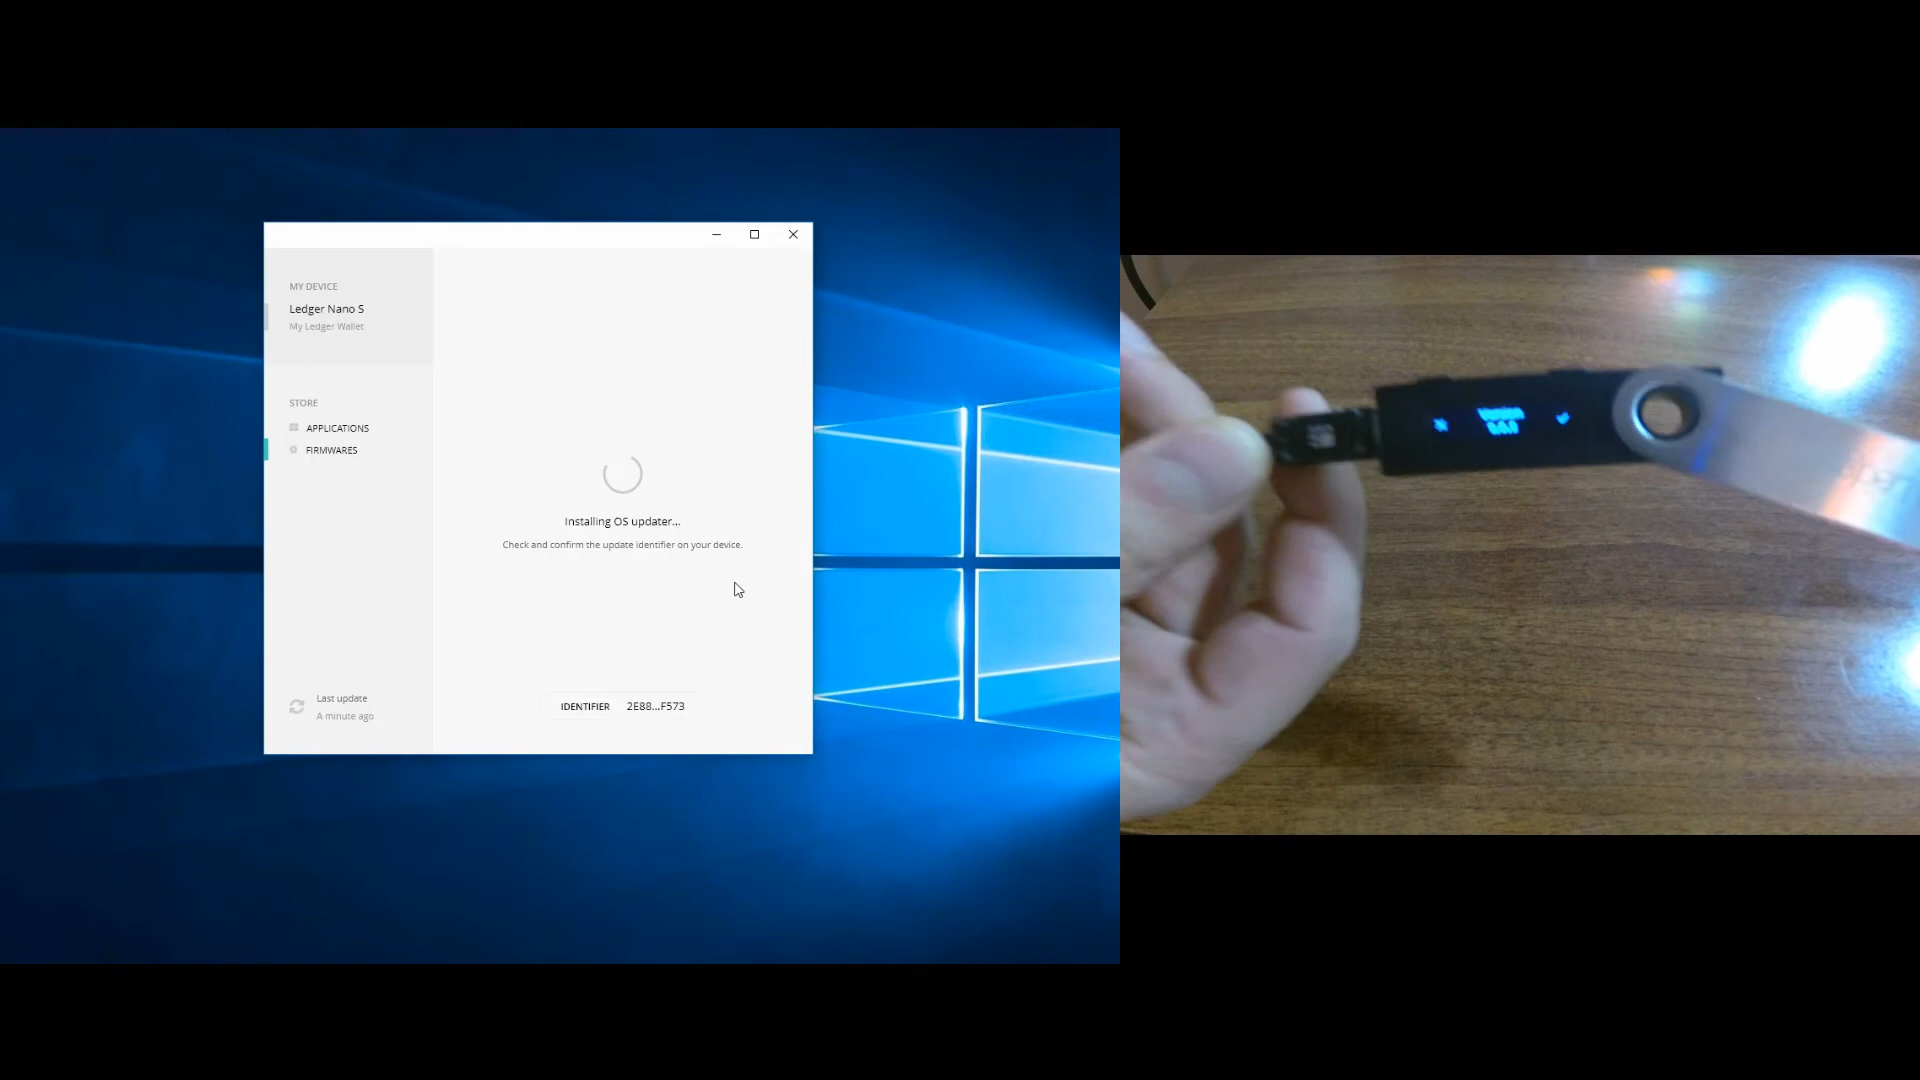 MY DEVICE
Ledger Nano S
My Ledger Wallet
STORE
APPLICATIONS
FIRMWARES
Installing OS updater...
Check and confirm the update identifier on your device.
IDENTIFIER 2E88...F573
Last update
A minute ago
Version